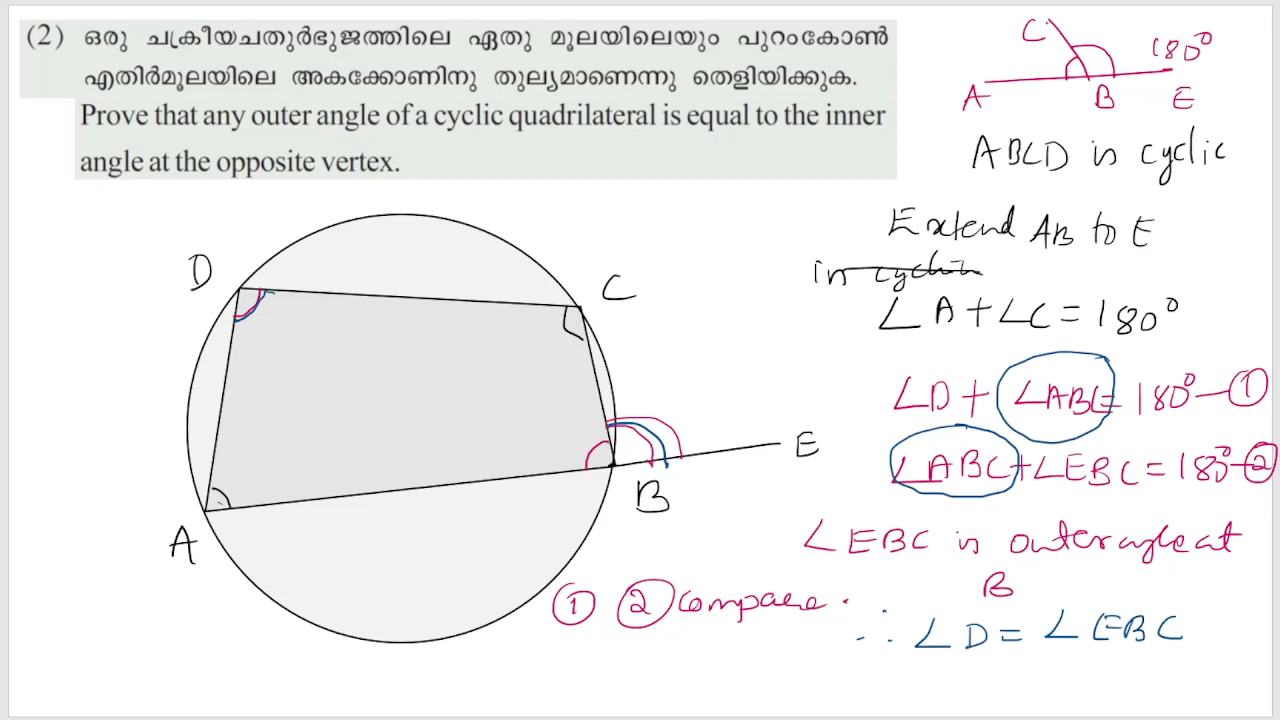 (2) ഒരു ചക്രീയചതുർഭുജത്തിലെ ഏതു മൂലയിലെയും പുറംകോൺ
എതിർമൂലയിലെ അകക്കോണിനു തുല്യമാണെന്നു തെളിയിക്കുക.
Prove that any outer angle of a cyclic quadrilateral is equal to the inner
angle at the opposite vertex.
C
180°
A B E
ABCD is cyclic
Extend AB to E
in cyclic
∠A+∠C=180°
∠D+∠ABC=180°—①
∠ABC+∠EBC=180°—②
∠EBC is outer angle at
B
① ② compare.
∴ ∠D=∠EBC
D
C
E
B
A